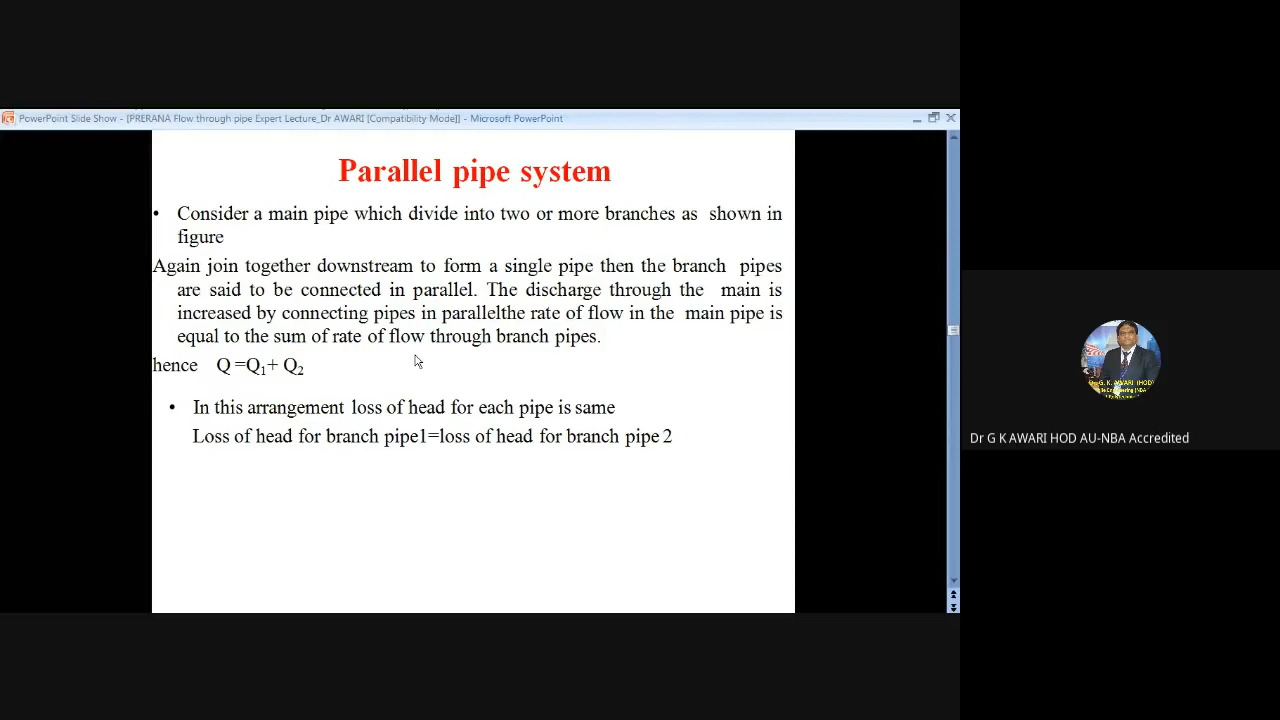 PowerPoint Slide Show - [PRERANA Flow through pipe Expert Lecture_Dr AWARI [Compatibility Mode]] - Microsoft PowerPoint
Parallel pipe system
• Consider a main pipe which divide into two or more branches as shown in
figure
Again join together downstream to form a single pipe then the branch pipes
are said to be connected in parallel. The discharge through the main is
increased by connecting pipes in parallelthe rate of flow in the main pipe is
equal to the sum of rate of flow through branch pipes.
hence Q =Q₁+ Q₂
• In this arrangement loss of head for each pipe is same
Loss of head for branch pipe1=loss of head for branch pipe 2
G. K. AWARI (HOD)
Dr G K AWARI HOD AU-NBA Accredited